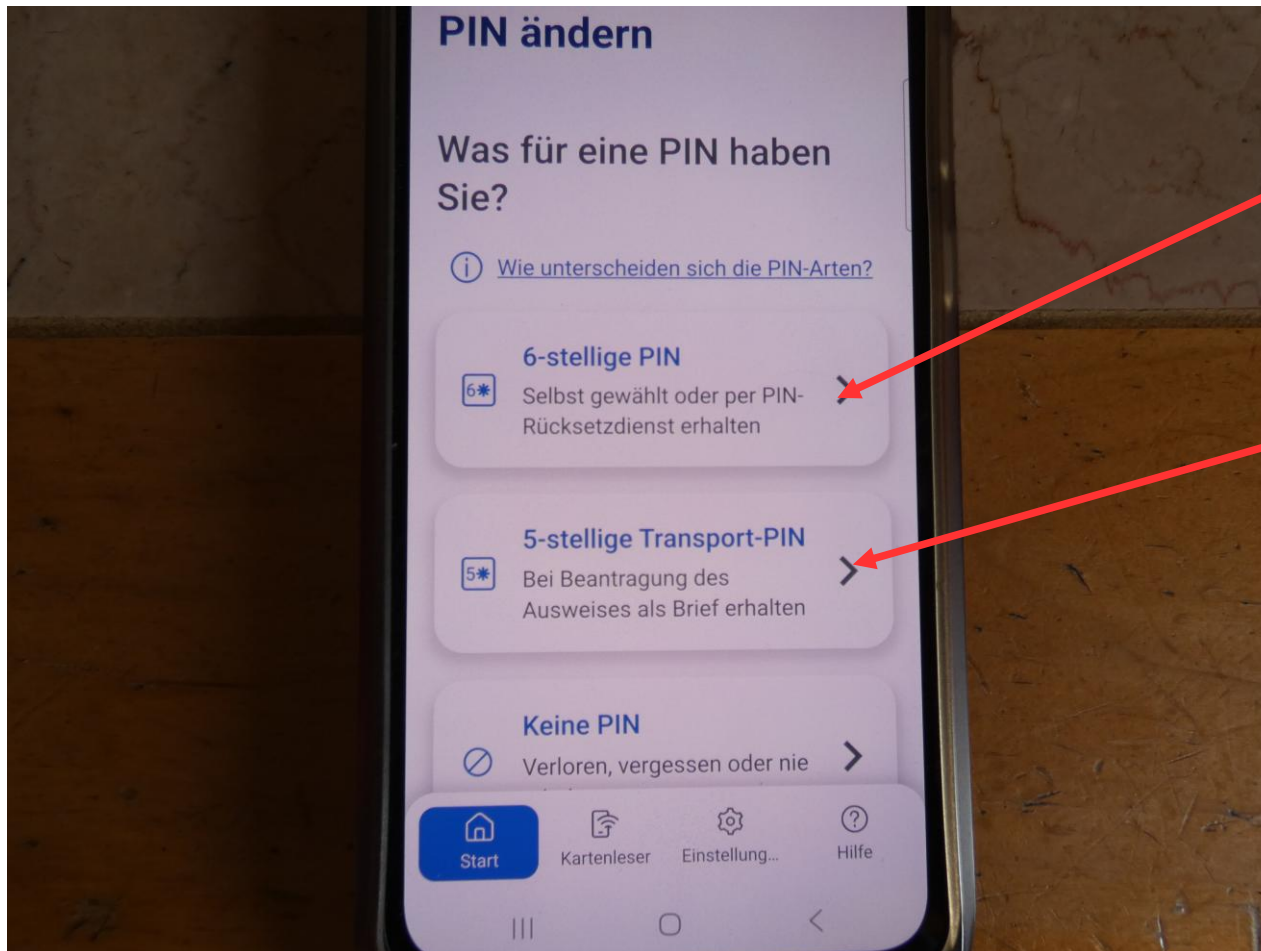 PIN ändern
Was für eine PIN haben
Sie?
Wie unterscheiden sich die PIN-Arten?
6-stellige PIN
6*
Selbst gewählt oder per PIN-
Rücksetzdienst erhalten
5-stellige Transport-PIN
5*
Bei Beantragung des
Ausweises als Brief erhalten
Keine PIN
Verloren, vergessen oder nie
Start
Kartenleser
Einstellung...
Hilfe